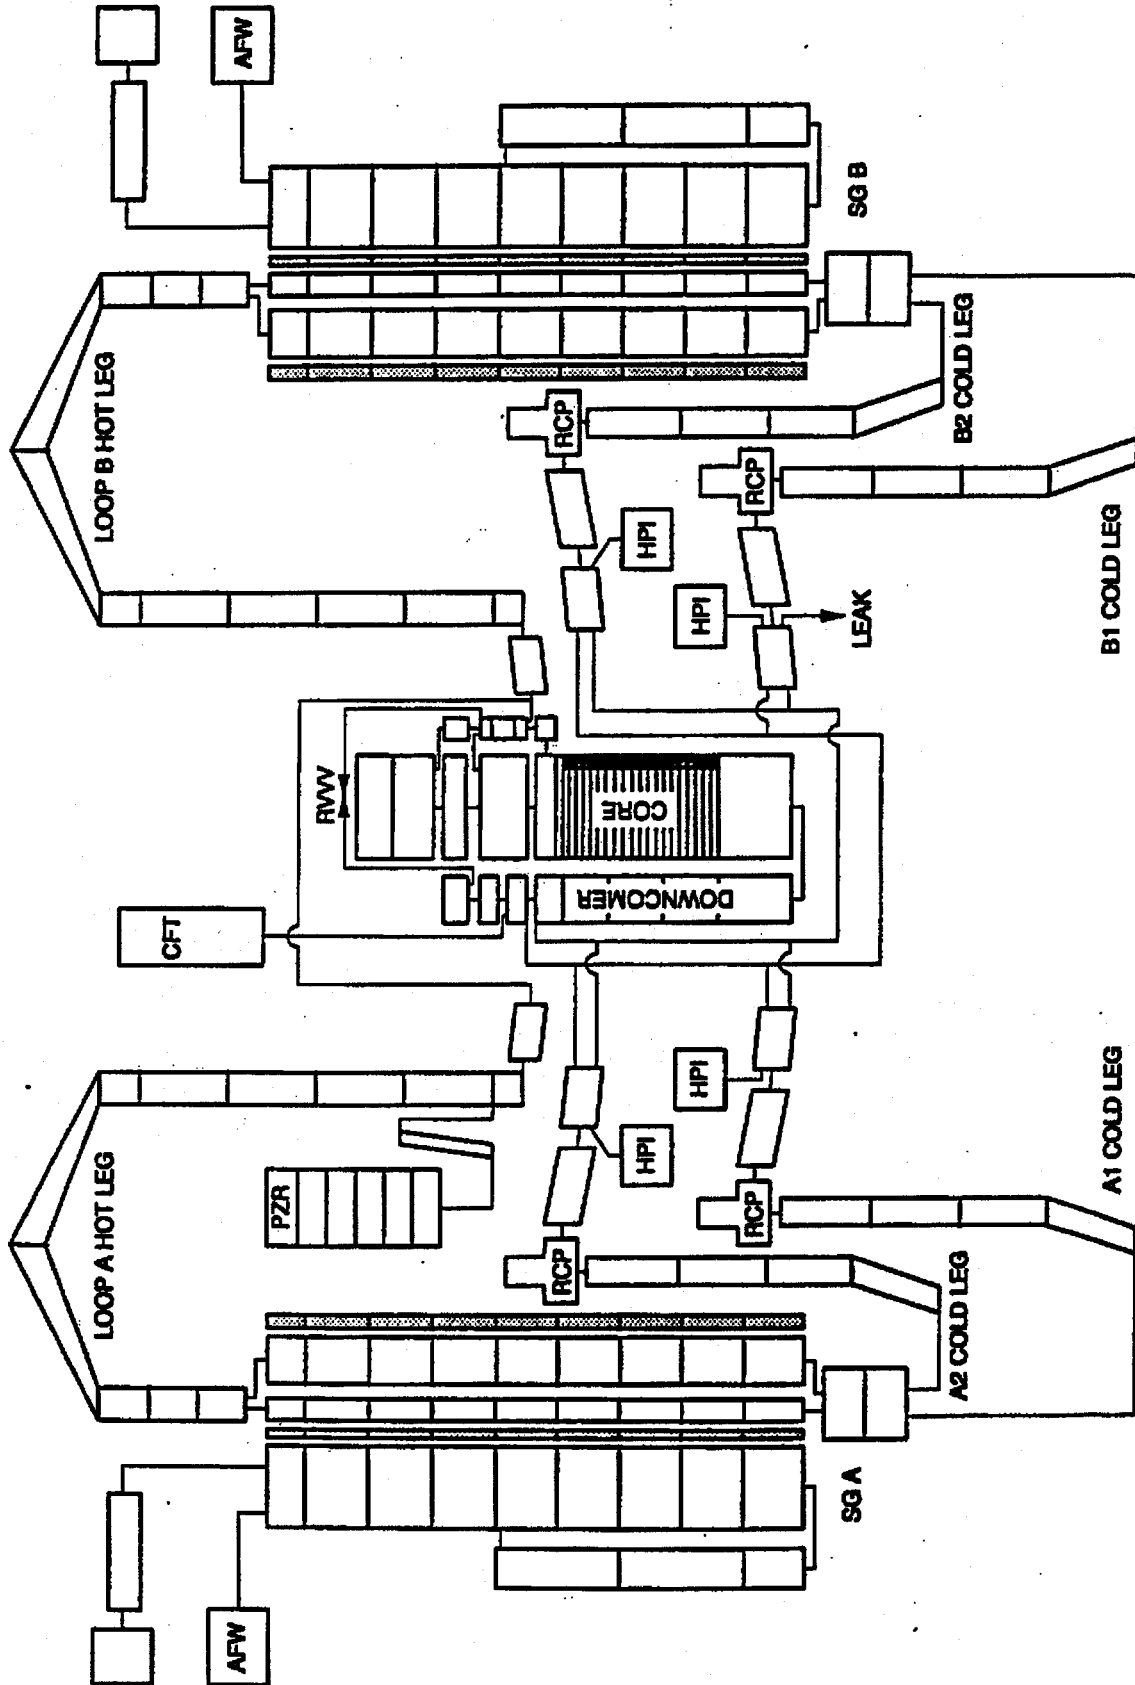 AFW
LOOP A HOT LEG
PZR
CFT
RVVV
LOOP B HOT LEG
AFW
SG A
RCP
HPI
RCP
HPI
DOWNCOMER
CORE
HPI
HPI
LEAK
RCP
RCP
SG B
A2 COLD LEG
A1 COLD LEG
B2 COLD LEG
B1 COLD LEG